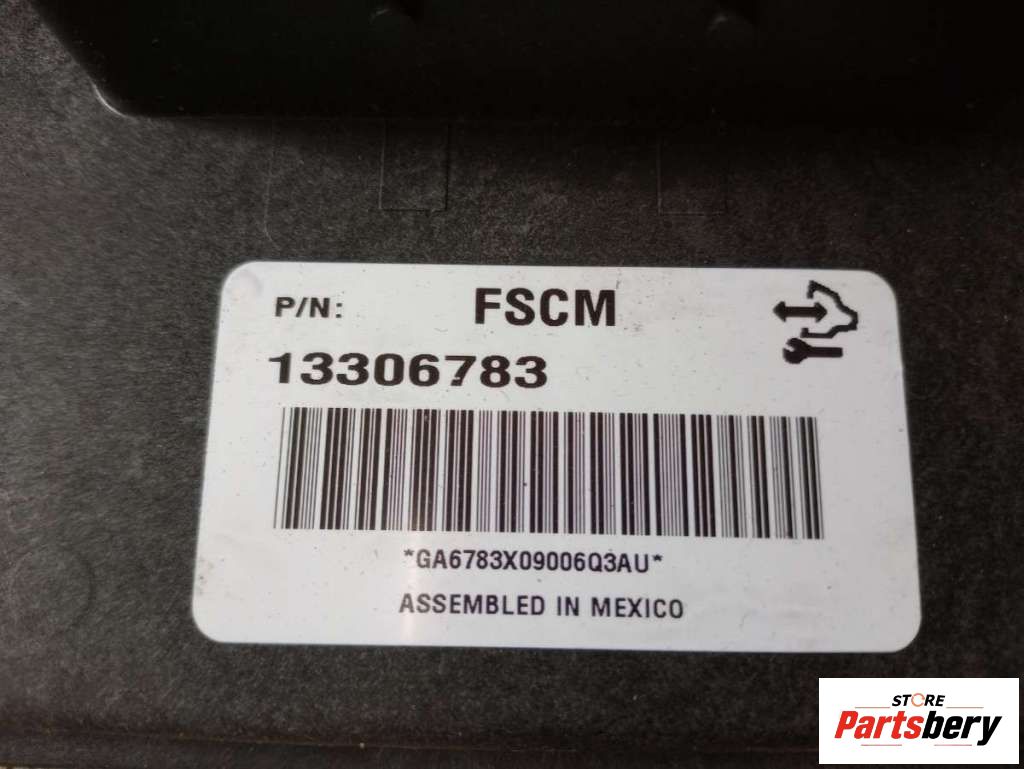 P/N: FSCM
13306783
*GA6783X09006Q3AU*
ASSEMBLED IN MEXICO
STORE
Partsbery